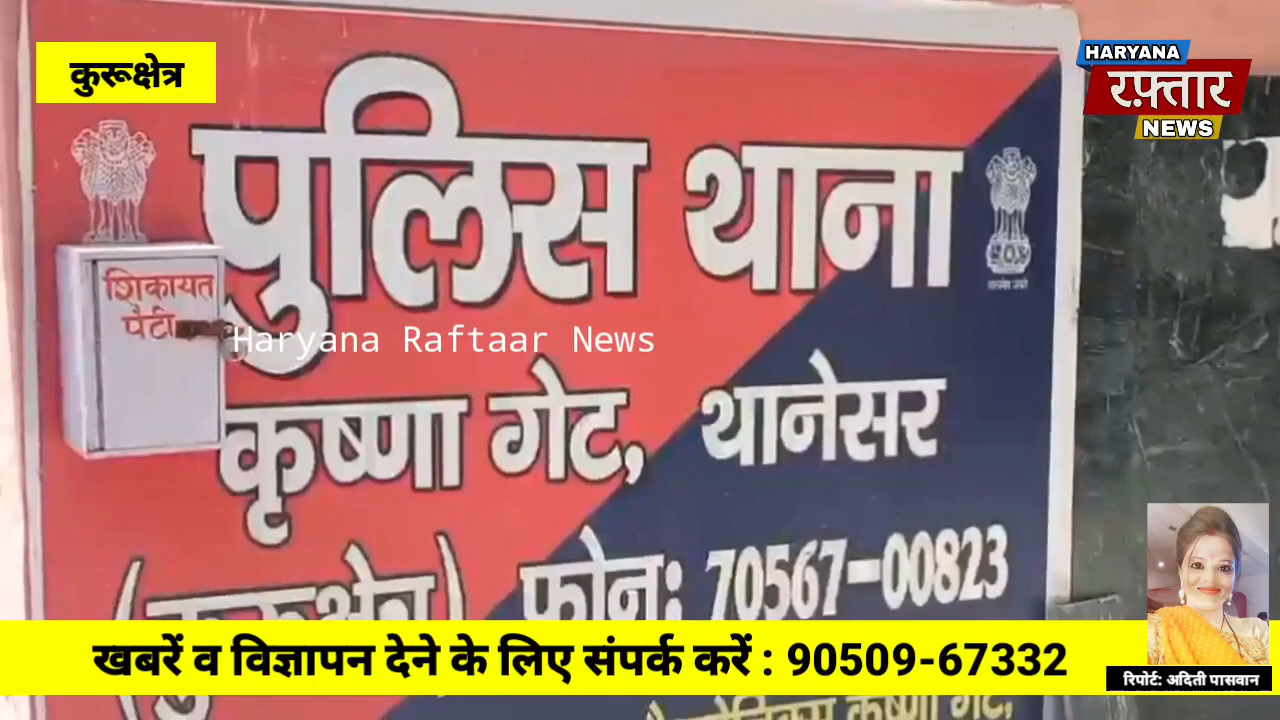 कुरूक्षेत्र
HARYANA
रफ़्तार
NEWS
पुलिस थाना
शिकायत
पैटी
Haryana Raftaar News
कृष्णा गेट, थानेसर
(कुरुक्षेत्र) फोन: 70567-00823
खबरें व विज्ञापन देने के लिए संपर्क करें : 90509-67332
रिपोर्ट: अदिती पासवान
कृष्णा गेट,